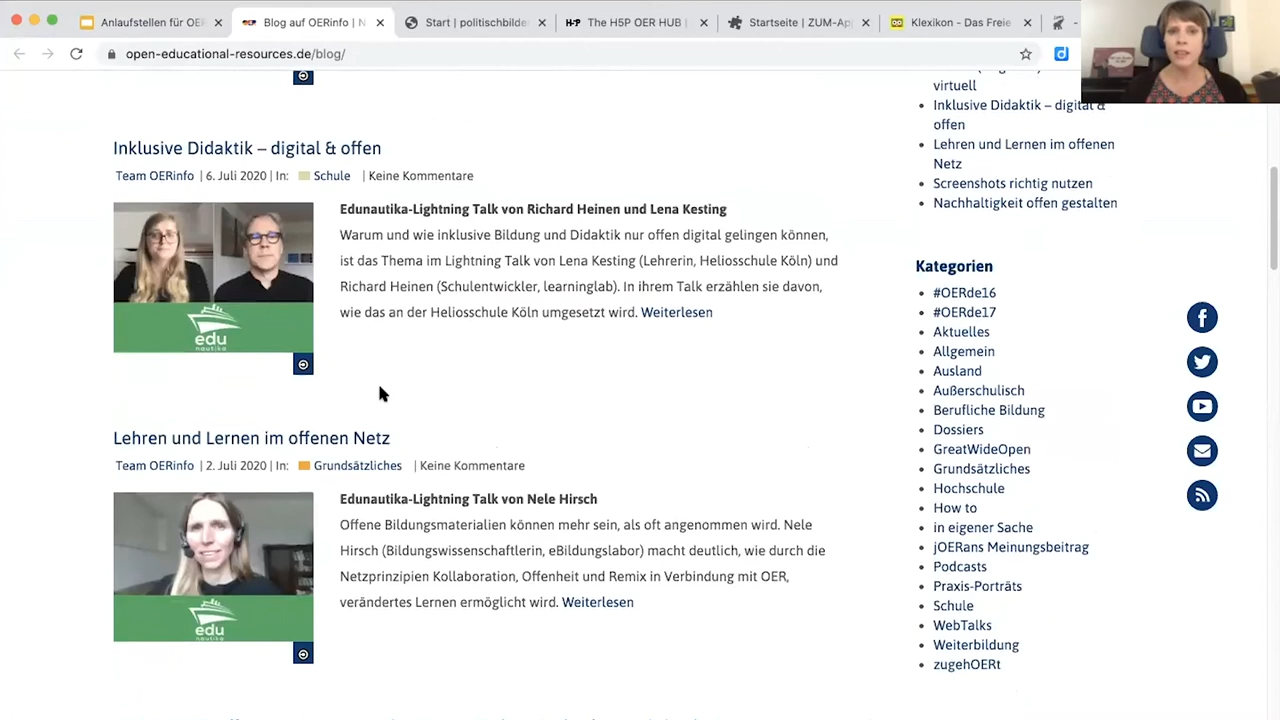 Anlaufstellen für OE
Blog auf OERinfo | N
Start | politischbilde
H5P
The H5P OER HUB |
Startseite | ZUM-Ap
Klexikon - Das Freie
open-educational-resources.de/blog/
virtuell
Inklusive Didaktik – digital &
offen
Lehren und Lernen im offenen
Netz
Screenshots richtig nutzen
Nachhaltigkeit offen gestalten
Inklusive Didaktik – digital & offen
Team OERinfo | 6. Juli 2020 | In: Schule | Keine Kommentare
Edunautika-Lightning Talk von Richard Heinen und Lena Kesting
Warum und wie inklusive Bildung und Didaktik nur offen digital gelingen können,
ist das Thema im Lightning Talk von Lena Kesting (Lehrerin, Heliosschule Köln) und
Richard Heinen (Schulentwickler, learninglab). In ihrem Talk erzählen sie davon,
wie das an der Heliosschule Köln umgesetzt wird. Weiterlesen
edu
nautika
Lehren und Lernen im offenen Netz
Team OERinfo | 2. Juli 2020 | In: Grundsätzliches | Keine Kommentare
Edunautika-Lightning Talk von Nele Hirsch
Offene Bildungsmaterialien können mehr sein, als oft angenommen wird. Nele
Hirsch (Bildungswissenschaftlerin, eBildungslabor) macht deutlich, wie durch die
Netzprinzipien Kollaboration, Offenheit und Remix in Verbindung mit OER,
verändertes Lernen ermöglicht wird. Weiterlesen
edu
nautika
Kategorien
#OERde16
#OERde17
Aktuelles
Allgemein
Ausland
Außerschulisch
Berufliche Bildung
Dossiers
GreatWideOpen
Grundsätzliches
Hochschule
How to
in eigener Sache
jOERans Meinungsbeitrag
Podcasts
Praxis-Porträts
Schule
WebTalks
Weiterbildung
zugehOERt